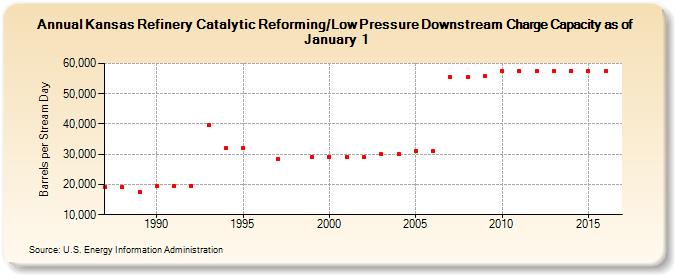 Annual Kansas Refinery Catalytic Reforming/Low Pressure Downstream Charge Capacity as of
January 1
Barrels per Stream Day
60,000
50,000
40,000
30,000
20,000
10,000
1990 1995 2000 2005 2010 2015
Source: U.S. Energy Information Administration